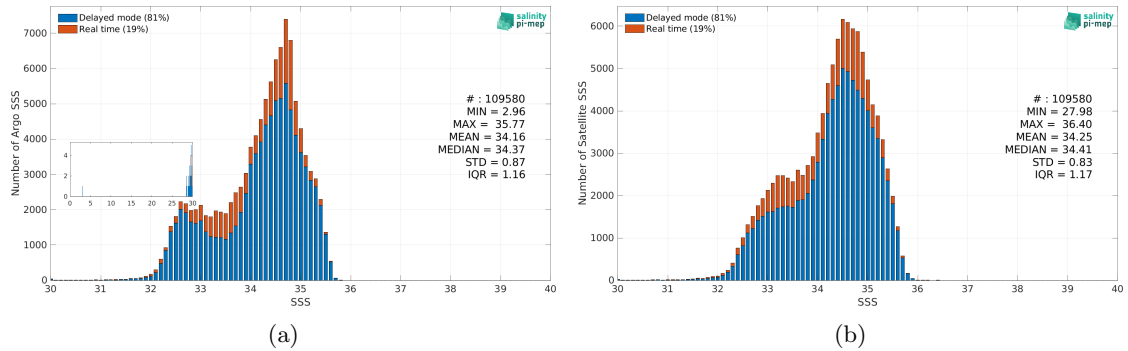 Delayed mode (81%)
Real time (19%)
salinity
pi-mep
7000
6000
5000
4000
3000
2000
1000
0
Number of Argo SSS
# : 109580
MIN = 2.96
MAX = 35.77
MEAN = 34.16
MEDIAN = 34.37
STD = 0.87
IQR = 1.16
4
2
0
0 5 10 15 20 25 30
30 31 32 33 34 35 36 37 38 39 40
SSS
(a)
Delayed mode (81%)
Real time (19%)
salinity
pi-mep
6000
5000
4000
3000
2000
1000
0
Number of Satellite SSS
# : 109580
MIN = 27.98
MAX = 36.40
MEAN = 34.25
MEDIAN = 34.41
STD = 0.83
IQR = 1.17
30 31 32 33 34 35 36 37 38 39 40
SSS
(b)